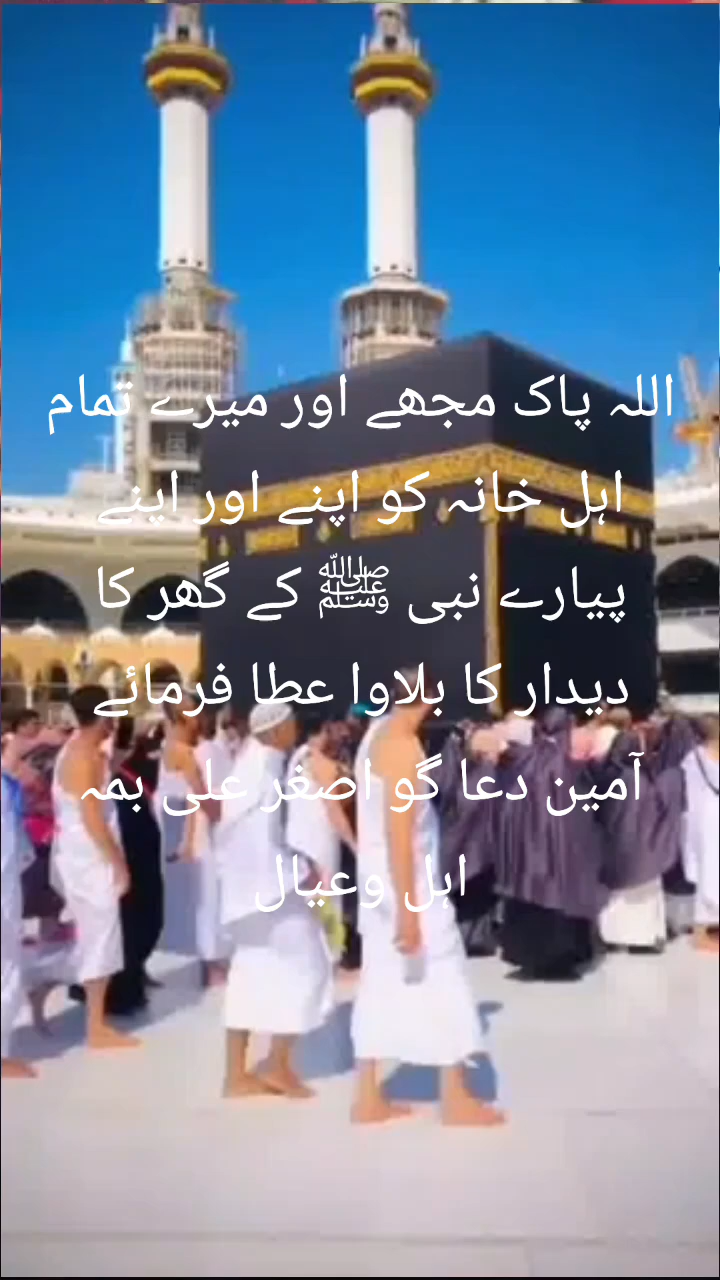 اللہ پاک مجھے اور میرے تمام
اہل خانہ کو اپنے اور اپنے
پیارے نبی ﷺ کے گھر کا
دیدار کا بلاوا عطا فرمائے
آمین دعا گو اصغر علی بمہ
اہل وعیال